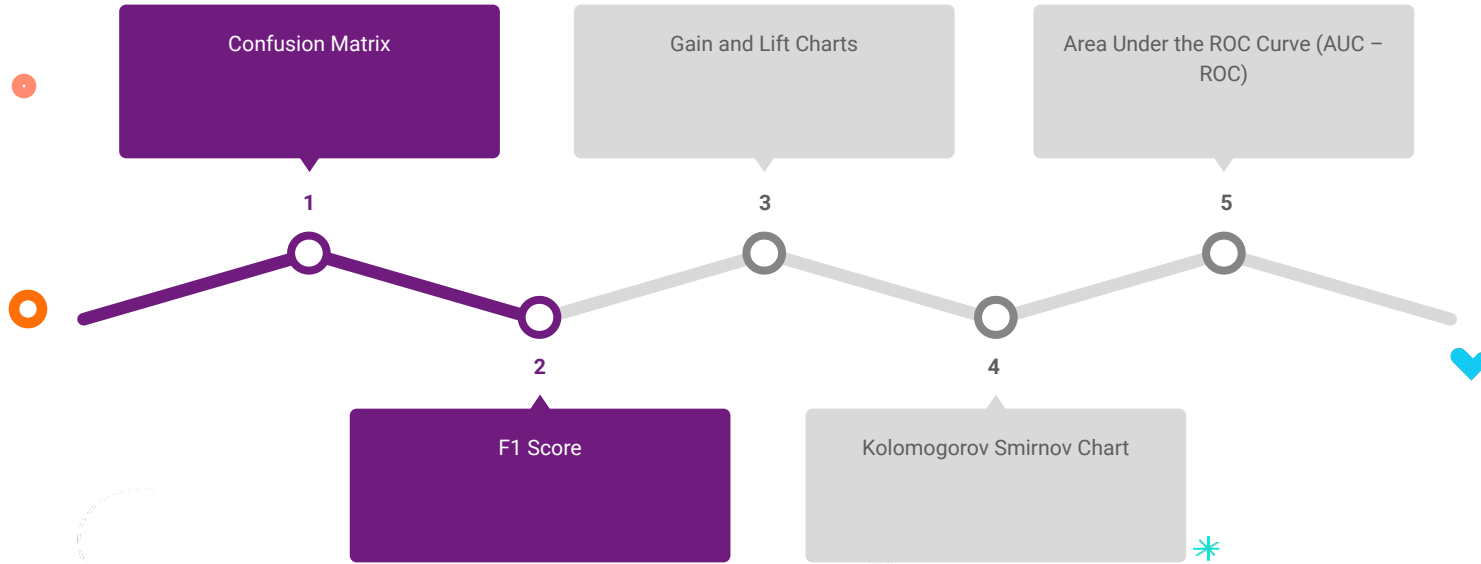 Confusion Matrix
Gain and Lift Charts
Area Under the ROC Curve (AUC –
ROC)
1
3
5
2
4
F1 Score
Kolomogorov Smirnov Chart